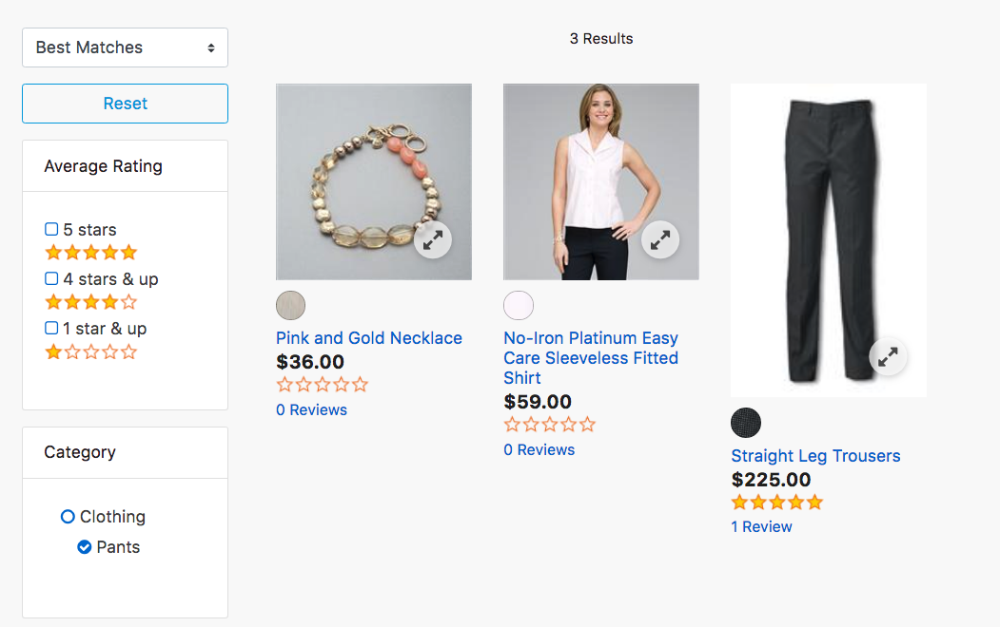 Best Matches
3 Results
Reset
Average Rating
5 stars
4 stars & up
1 star & up
Category
Clothing
Pants
Pink and Gold Necklace
$36.00
0 Reviews
No-Iron Platinum Easy
Care Sleeveless Fitted
Shirt
$59.00
0 Reviews
Straight Leg Trousers
$225.00
1 Review